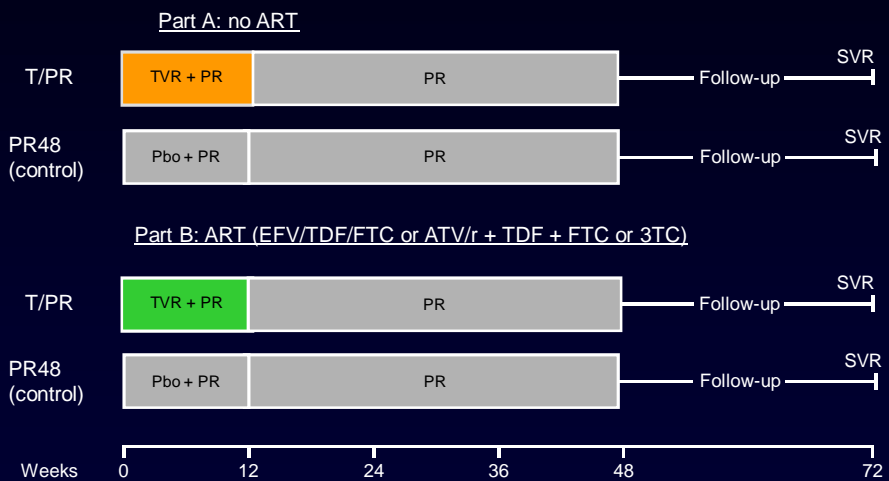 Part A: no ART
SVR
T/PR
TVR + PR
PR
Follow-up
SVR
PR48
(control)
Pbo + PR
PR
Follow-up
Part B: ART (EFV/TDF/FTC or ATV/r + TDF + FTC or 3TC)
SVR
T/PR
TVR + PR
PR
Follow-up
SVR
PR48
(control)
Pbo + PR
PR
Follow-up
Weeks 0 12 24 36 48 72